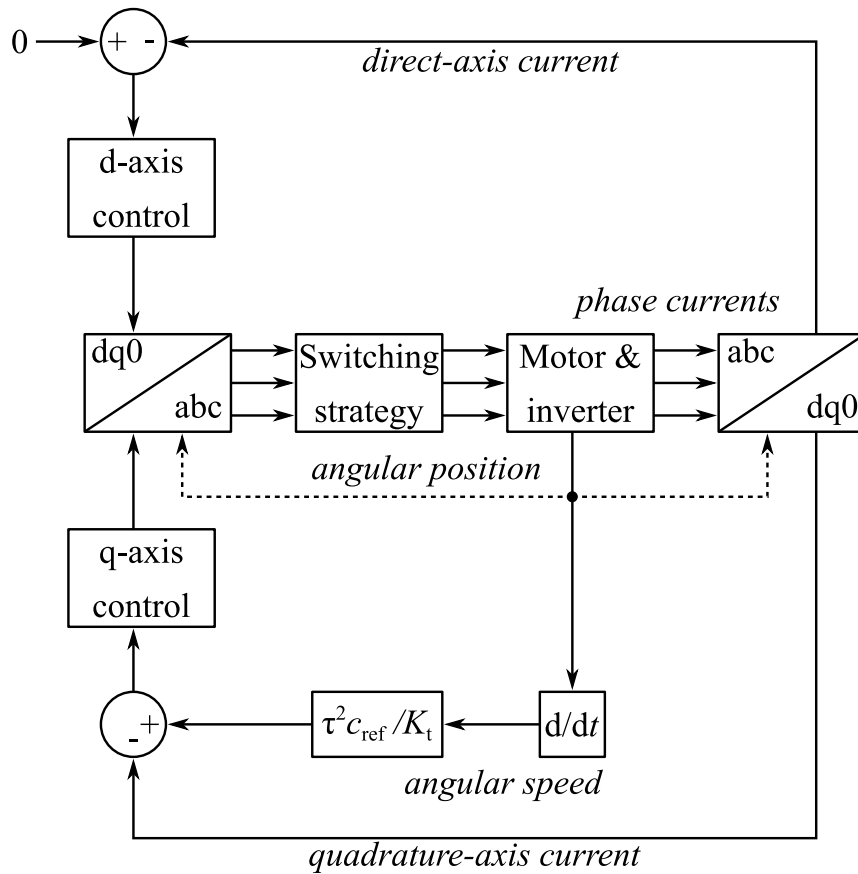 0
+ -
direct-axis current
d-axis
control
phase currents
dq0
abc
Switching
strategy
Motor &
inverter
abc
dq0
angular position
q-axis
control
- +
τ²c_ref /K_t
d/dt
angular speed
quadrature-axis current